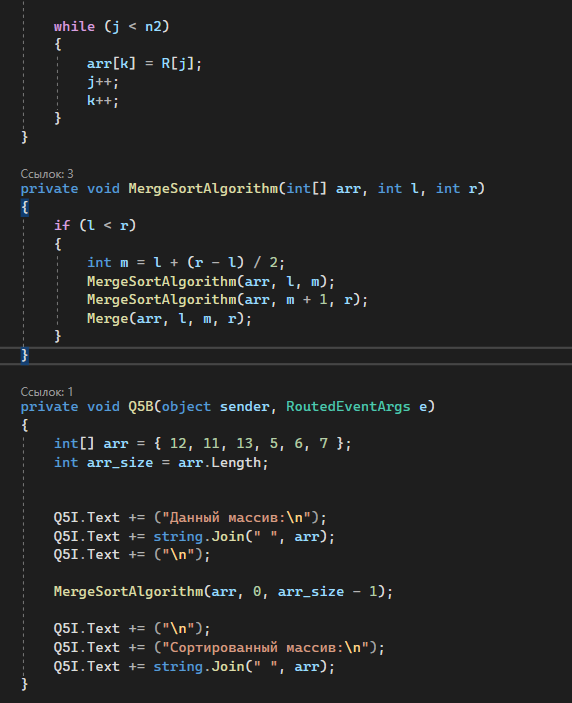 while (j < n2)
{
arr[k] = R[j];
j++;
k++;
}
}
Ссылок: 3
private void MergeSortAlgorithm(int[] arr, int l, int r)
{
if (l < r)
{
int m = l + (r - l) / 2;
MergeSortAlgorithm(arr, l, m);
MergeSortAlgorithm(arr, m + 1, r);
Merge(arr, l, m, r);
}
}
Ссылок: 1
private void Q5B(object sender, RoutedEventArgs e)
{
int[] arr = { 12, 11, 13, 5, 6, 7 };
int arr_size = arr.Length;
Q5I.Text += ("Данный массив:\n");
Q5I.Text += string.Join(" ", arr);
Q5I.Text += ("\n");
MergeSortAlgorithm(arr, 0, arr_size - 1);
Q5I.Text += ("\n");
Q5I.Text += ("Сортированный массив:\n");
Q5I.Text += string.Join(" ", arr);
}